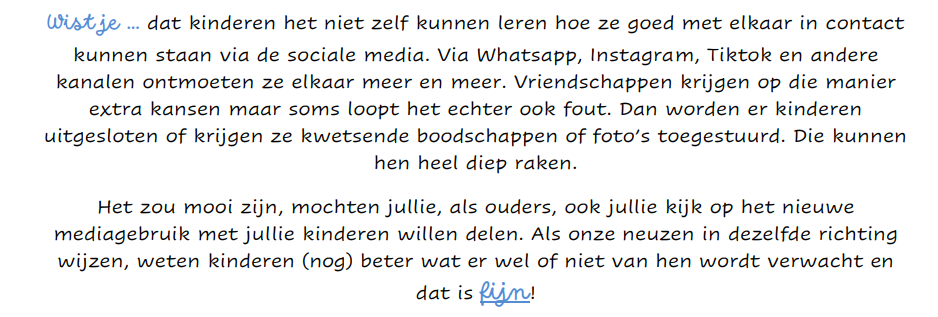 Wist je ... dat kinderen het niet zelf kunnen leren hoe ze goed met elkaar in contact
kunnen staan via de sociale media. Via Whatsapp, Instagram, Tiktok en andere
kanalen ontmoeten ze elkaar meer en meer. Vriendschappen krijgen op die manier
extra kansen maar soms loopt het echter ook fout. Dan worden er kinderen
uitgesloten of krijgen ze kwetsende boodschappen of foto's toegestuurd. Die kunnen
hen heel diep raken.
Het zou mooi zijn, mochten jullie, als ouders, ook jullie kijk op het nieuwe
mediagebruik met jullie kinderen willen delen. Als onze neuzen in dezelfde richting
wijzen, weten kinderen (nog) beter wat er wel of niet van hen wordt verwacht en
dat is fijn!